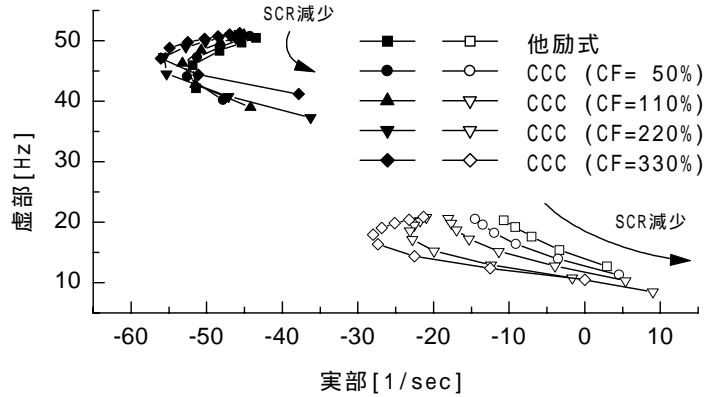 SCR減少
他励式
CCC (CF= 50%)
CCC (CF=110%)
CCC (CF=220%)
CCC (CF=330%)
SCR減少
50
40
30
20
10
虚部[Hz]
-60 -50 -40 -30 -20 -10 0 10
実部[1/sec]